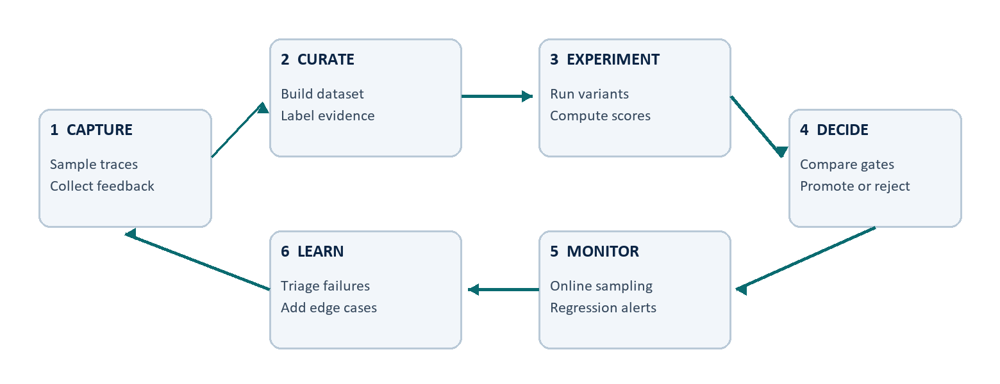 1 CAPTURE
Sample traces
Collect feedback
2 CURATE
Build dataset
Label evidence
3 EXPERIMENT
Run variants
Compute scores
4 DECIDE
Compare gates
Promote or reject
5 MONITOR
Online sampling
Regression alerts
6 LEARN
Triage failures
Add edge cases